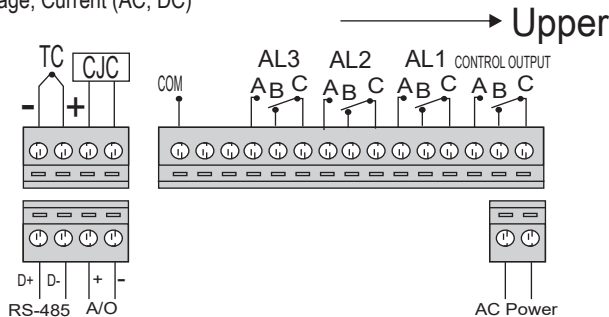 age, Current (AC, DC)
Upper
TC CJC COM AL3 AL2 AL1 CONTROL OUTPUT
- + A B C A B C A B C A B C
D+ D- + -
RS-485 A/O AC Power